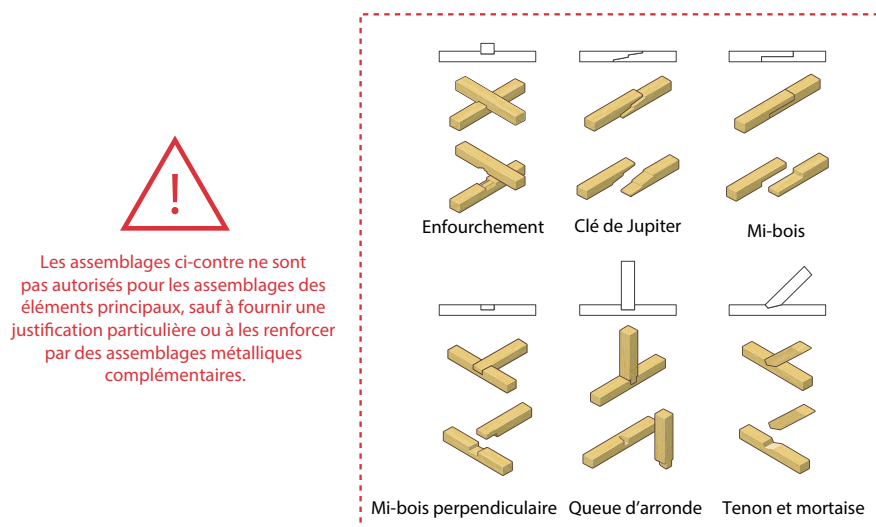 !
Les assemblages ci-contre ne sont
pas autorisés pour les assemblages des
éléments principaux, sauf à fournir une
justification particulière ou à les renforcer
par des assemblages métalliques
complémentaires.
Enfourchement
Clé de Jupiter
Mi-bois
Mi-bois perpendiculaire
Queue d'arronde
Tenon et mortaise